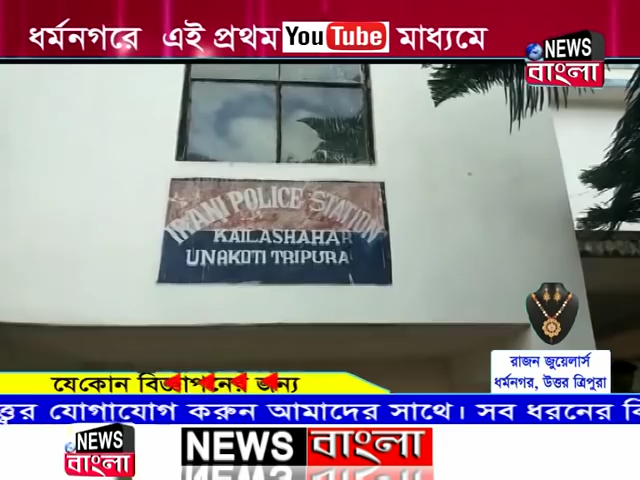 ধর্মনগরে এই প্রথম YouTube মাধ্যমে
NEWS
বাংলা
IRANI POLICE STATION
KAILASHAHAR
UNAKOTI TRIPURA
রাজন জুয়েলার্স
ধর্মনগর, উত্তর ত্রিপুরা
যেকোন বিজ্ঞাপনের জন্য
যোগাযোগ করুন আমাদের সাথে। সব ধরনের
NEWS
বাংলা
NEWS বাংলা